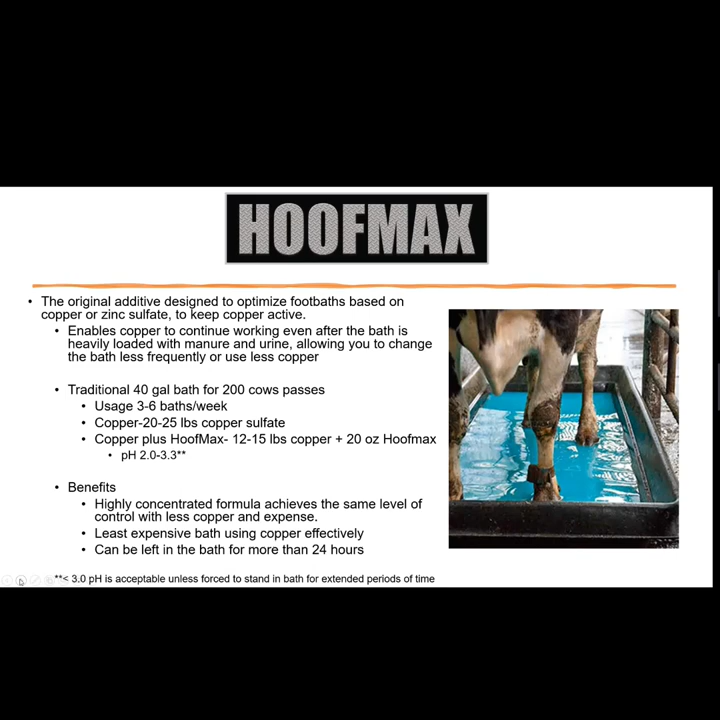 HOOFMAX
• The original additive designed to optimize footbaths based on
copper or zinc sulfate, to keep copper active.
• Enables copper to continue working even after the bath is
heavily loaded with manure and urine, allowing you to change
the bath less frequently or use less copper
• Traditional 40 gal bath for 200 cows passes
• Usage 3-6 baths/week
• Copper-20-25 lbs copper sulfate
• Copper plus HoofMax- 12-15 lbs copper + 20 oz Hoofmax
• pH 2.0-3.3**
• Benefits
• Highly concentrated formula achieves the same level of
control with less copper and expense.
• Least expensive bath using copper effectively
• Can be left in the bath for more than 24 hours
**< 3.0 pH is acceptable unless forced to stand in bath for extended periods of time